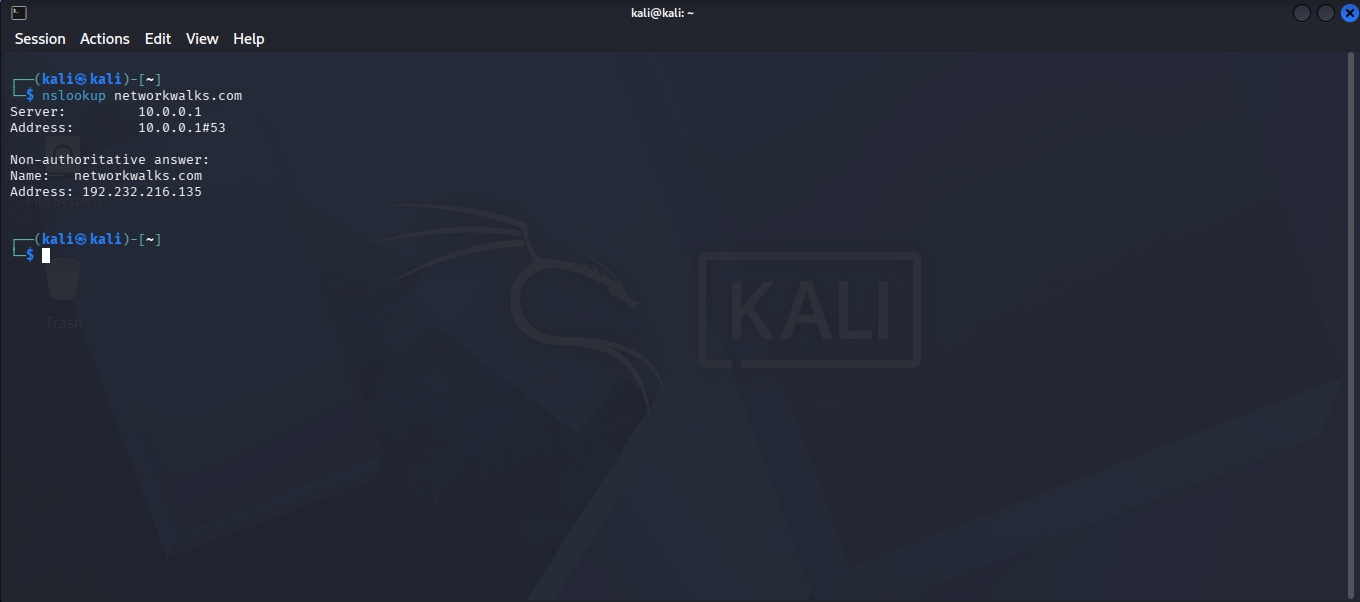 kali@kali: ~
Session Actions Edit View Help
┌──(kali㉿kali)-[~]
└─$ nslookup networkwalks.com
Server:         10.0.0.1
Address:        10.0.0.1#53

Non-authoritative answer:
Name:   networkwalks.com
Address: 192.232.216.135
File System

┌──(kali㉿kali)-[~]
└─$
Trash
KALI